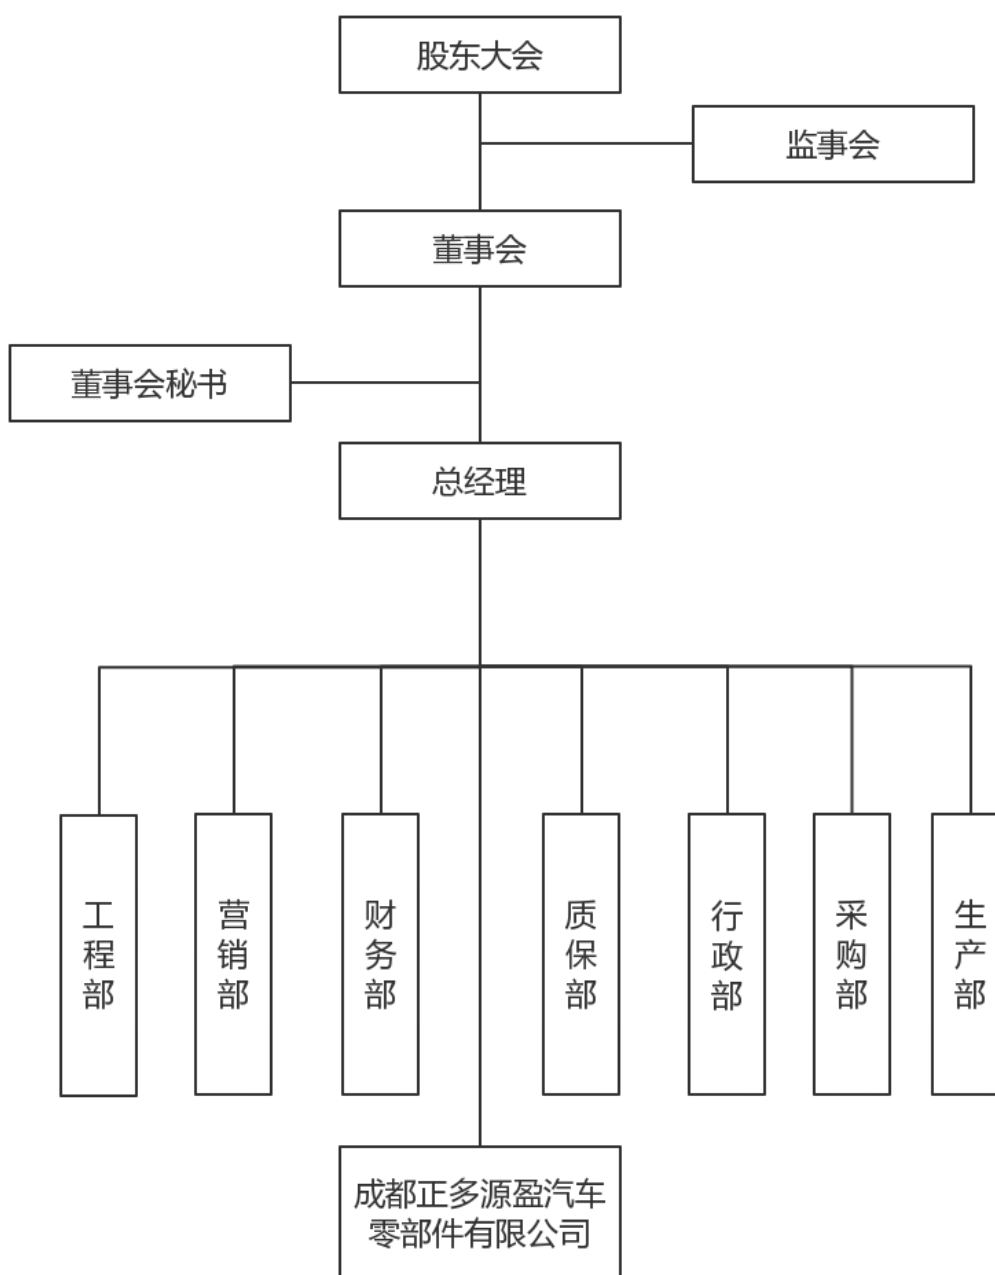 股东大会
监事会
董事会
董事会秘书
总经理
工程部
营销部
财务部
质保部
行政部
采购部
生产部
成都正多源盈汽车
零部件有限公司